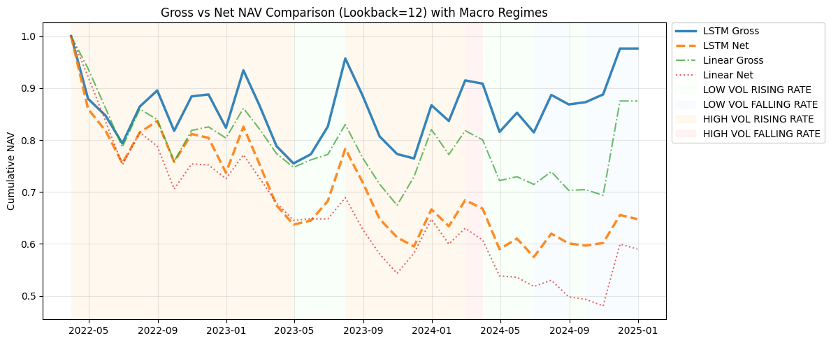 Gross vs Net NAV Comparison (Lookback=12) with Macro Regimes
Cumulative NAV
1.0
0.9
0.8
0.7
0.6
0.5
2022-05
2022-09
2023-01
2023-05
2023-09
2024-01
2024-05
2024-09
2025-01
LSTM Gross
LSTM Net
Linear Gross
Linear Net
LOW VOL RISING RATE
LOW VOL FALLING RATE
HIGH VOL RISING RATE
HIGH VOL FALLING RATE